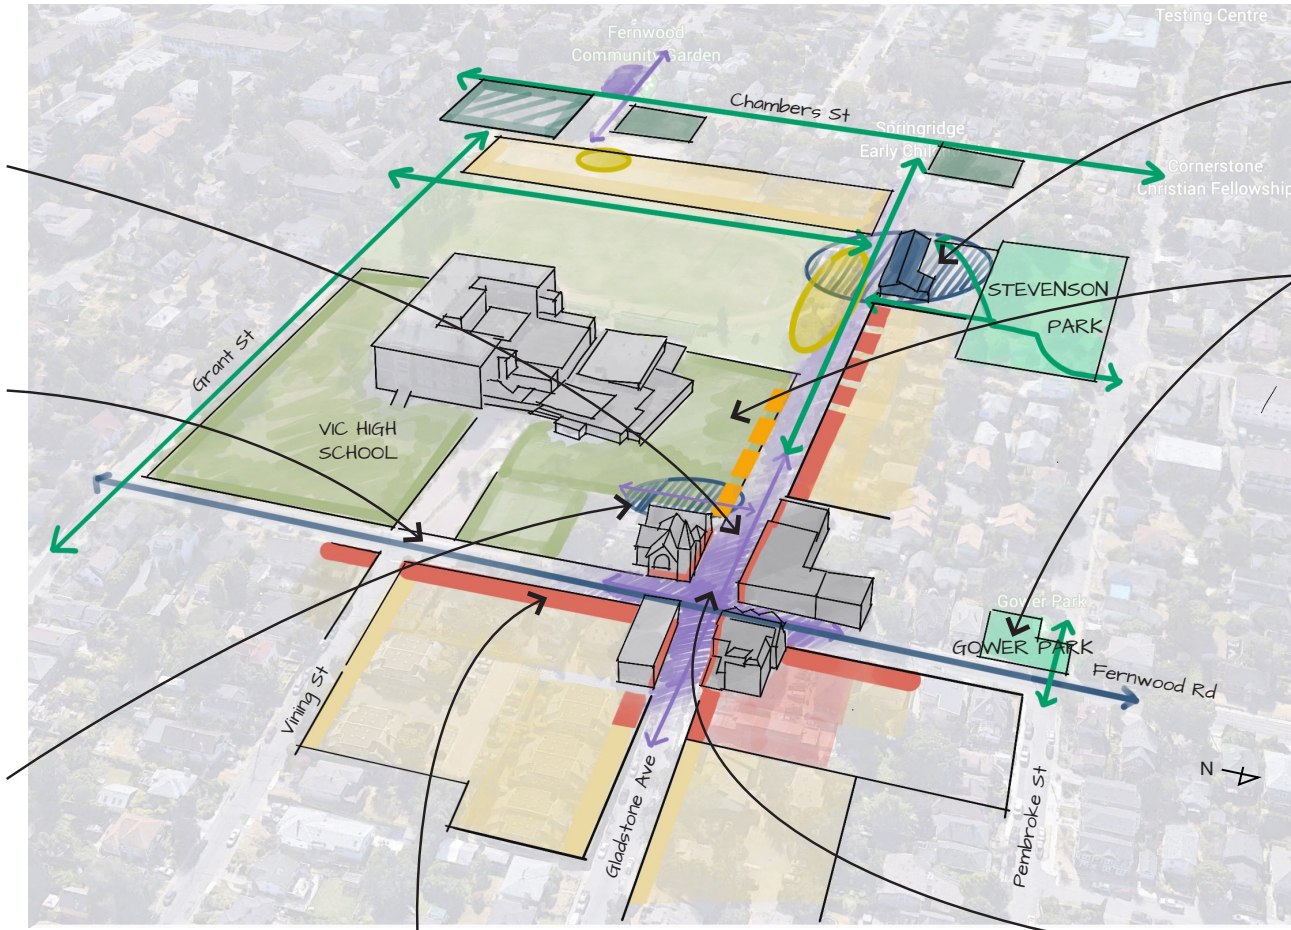 Testing Centre
Fernwood
Community Garden
Chambers St
Springridge
Early Chil
Cornerstone
Christian Fellowship
STEVENSON
PARK
Grant St
VIC HIGH
SCHOOL
Gower Park
GOWER PARK
Fernwood Rd
Vining St
N
Gladstone Ave
Pembroke St